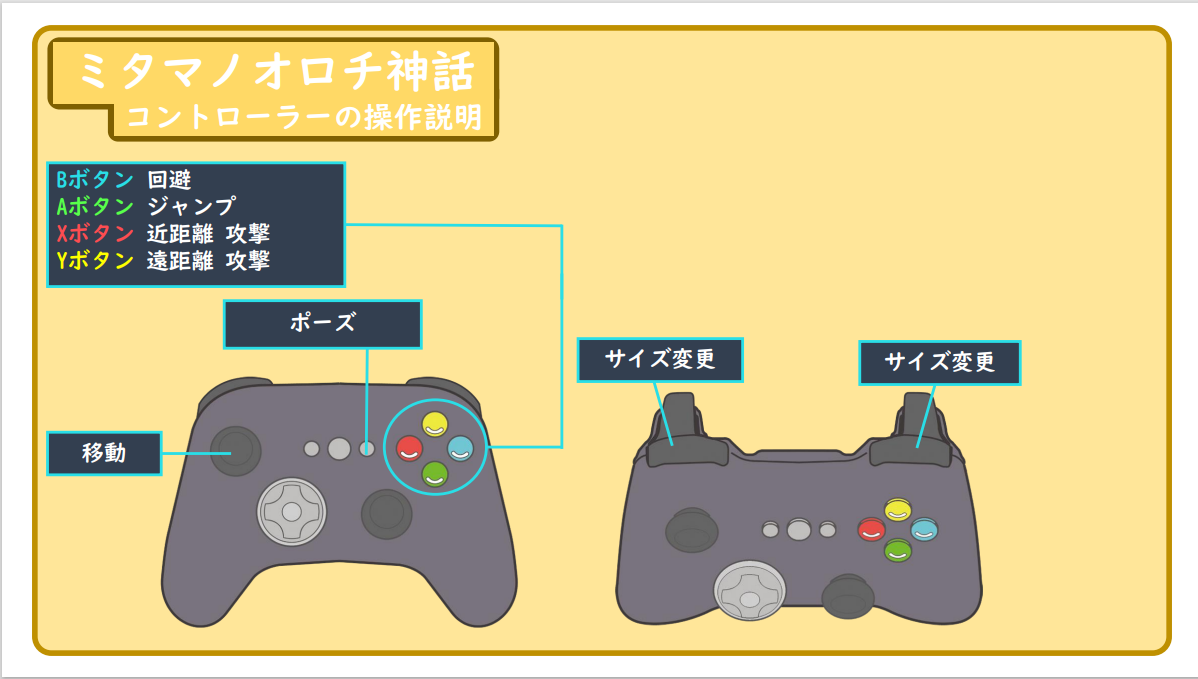 ミタマノオロチ神話
コントローラーの操作説明
Bボタン 回避
Aボタン ジャンプ
Xボタン 近距離 攻撃
Yボタン 遠距離 攻撃
ポーズ
サイズ変更
サイズ変更
移動